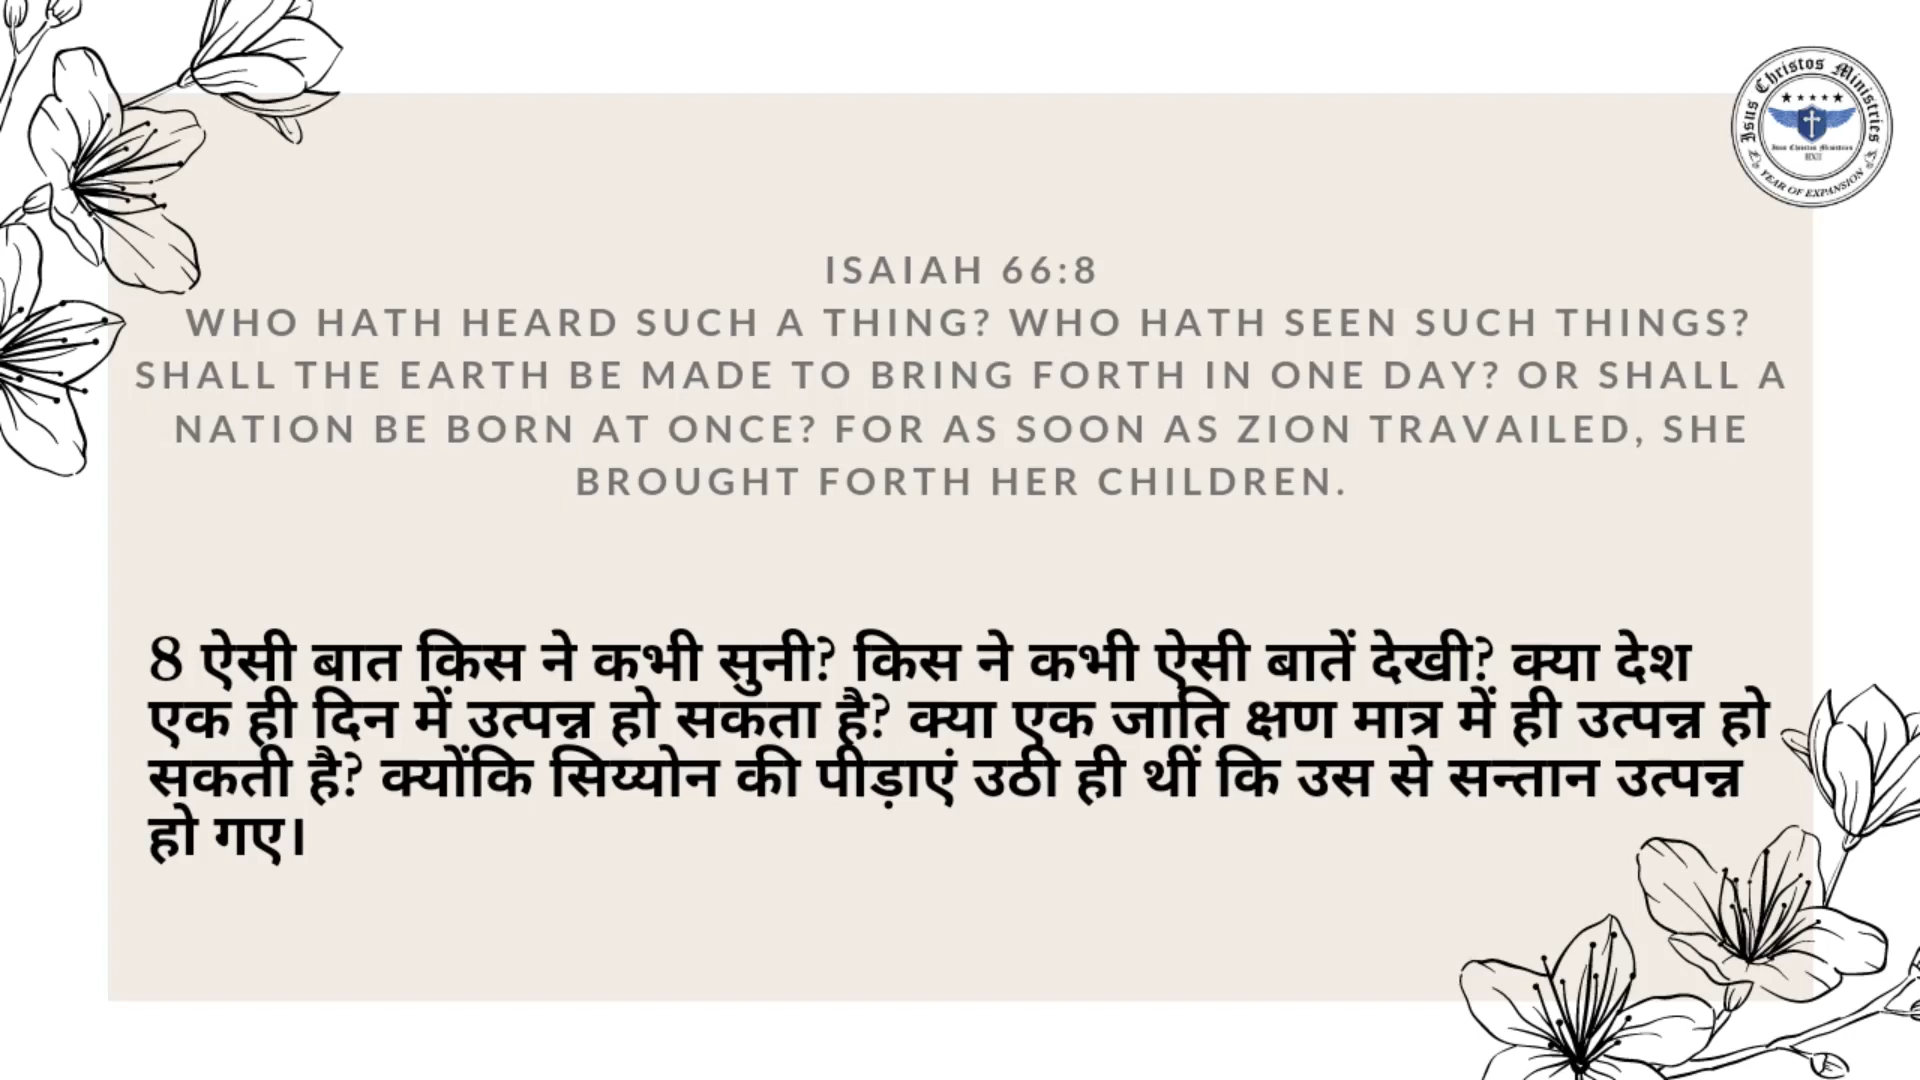 Isus Christos Ministries
Isus Christos Ministries
YEAR OF EXPANSION
ISAIAH 66:8
WHO HATH HEARD SUCH A THING? WHO HATH SEEN SUCH THINGS?
SHALL THE EARTH BE MADE TO BRING FORTH IN ONE DAY? OR SHALL A
NATION BE BORN AT ONCE? FOR AS SOON AS ZION TRAVAILED, SHE
BROUGHT FORTH HER CHILDREN.
8 ऐसी बात किस ने कभी सुनी? किस ने कभी ऐसी बातें देखी? क्या देश
एक ही दिन में उत्पन्न हो सकता है? क्या एक जाति क्षण मात्र में ही उत्पन्न हो
सकती है? क्योंकि सिय्योन की पीड़ाएं उठी ही थीं कि उस से सन्तान उत्पन्न
हो गए।